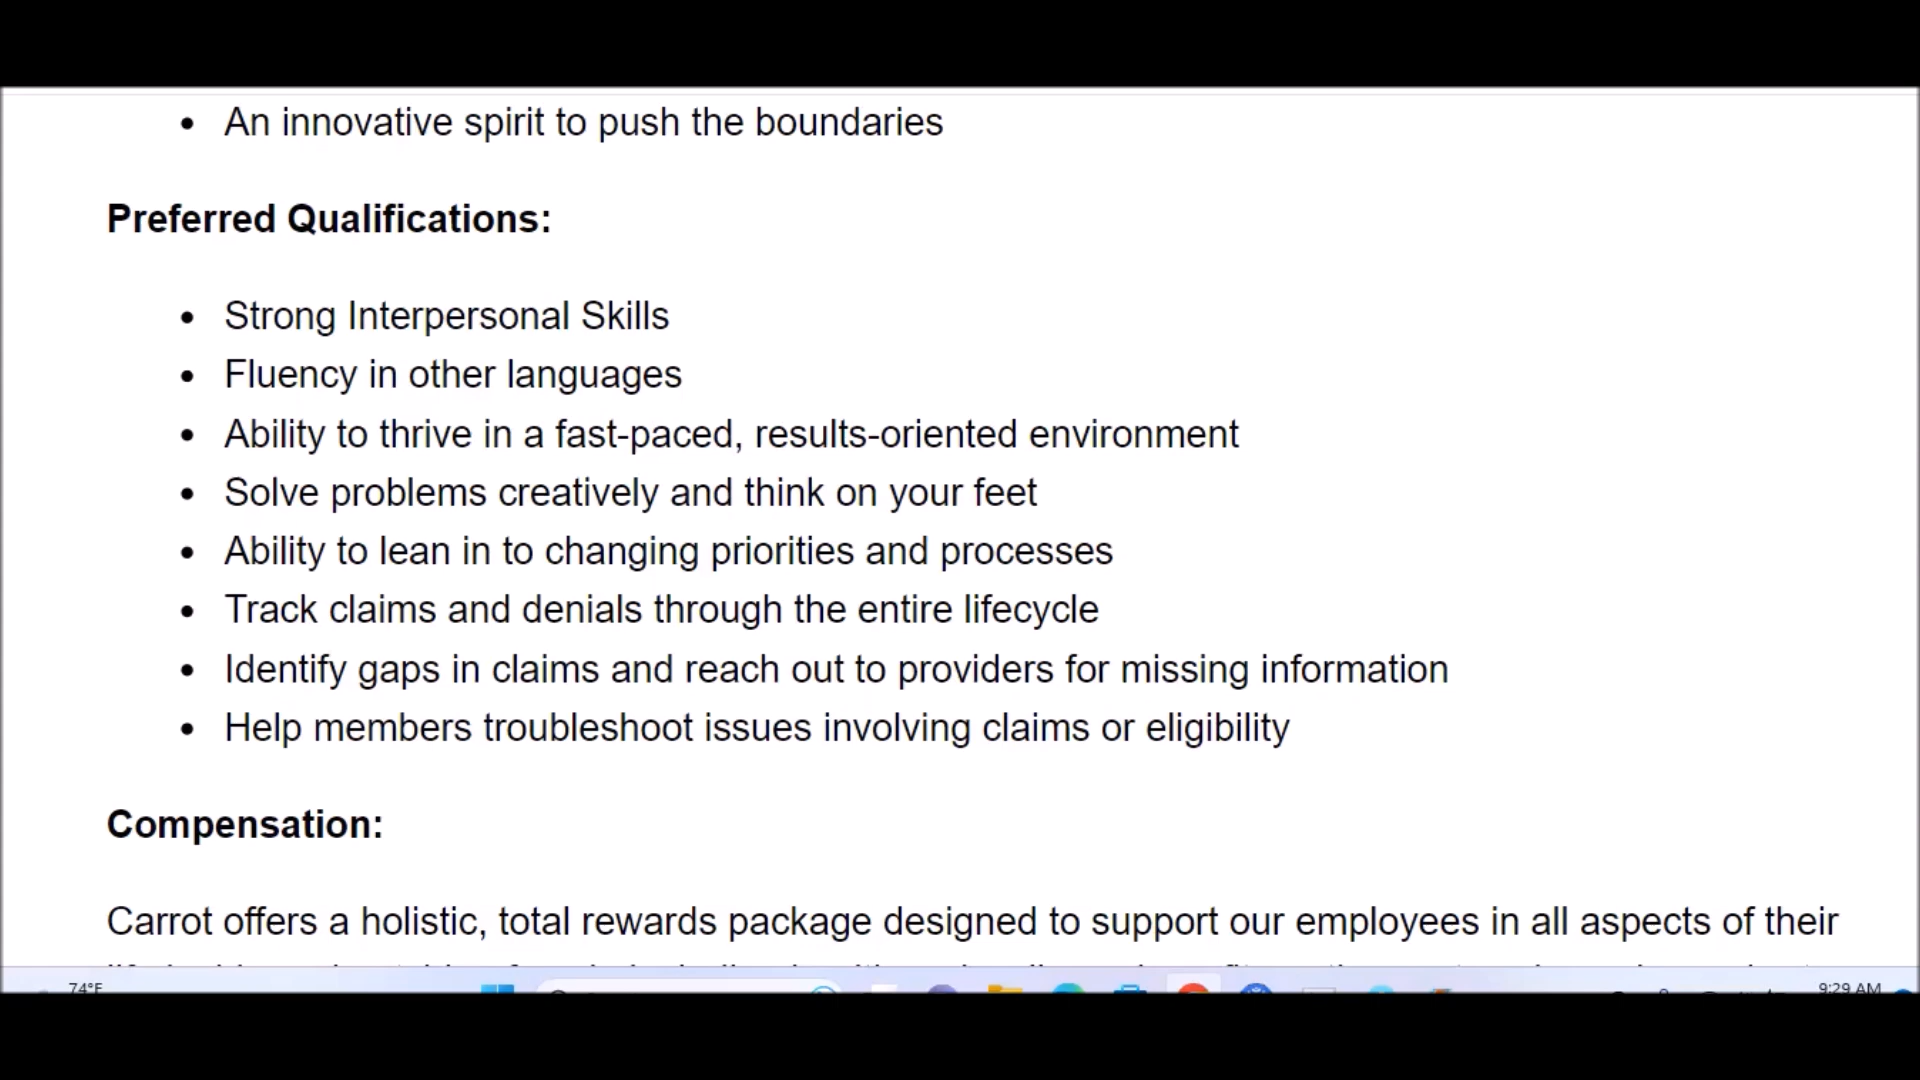 • An innovative spirit to push the boundaries
Preferred Qualifications:
• Strong Interpersonal Skills
• Fluency in other languages
• Ability to thrive in a fast-paced, results-oriented environment
• Solve problems creatively and think on your feet
• Ability to lean in to changing priorities and processes
• Track claims and denials through the entire lifecycle
• Identify gaps in claims and reach out to providers for missing information
• Help members troubleshoot issues involving claims or eligibility
Compensation:
Carrot offers a holistic, total rewards package designed to support our employees in all aspects of their
74°F
9:29 AM